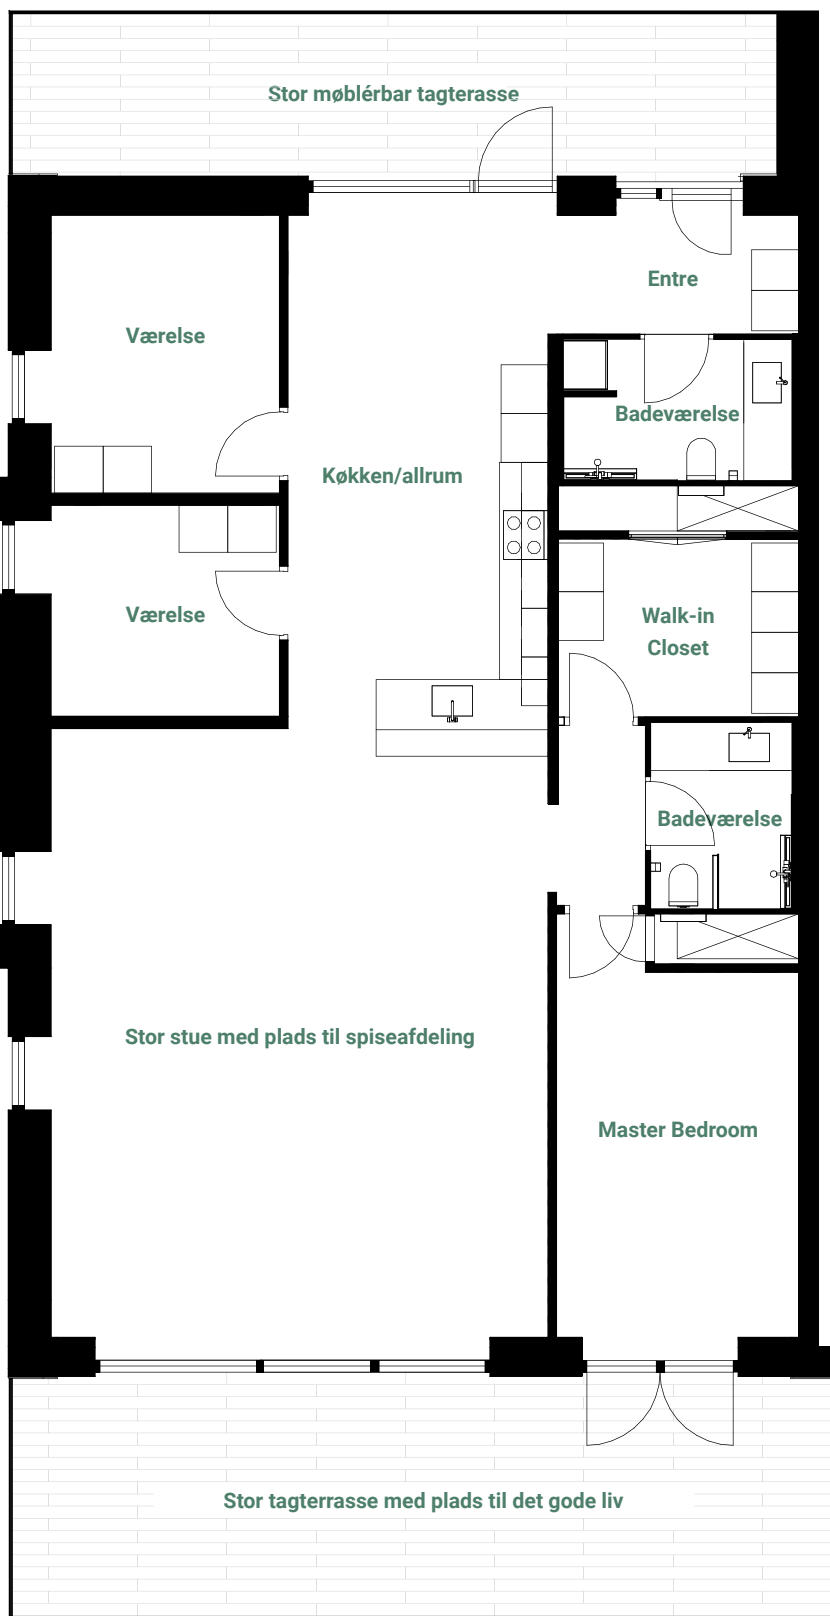 Stor møblérbar tagterasse
Entre
Værelse
Badeværelse
Køkken/allrum
Værelse
Walk-in
Closet
Badeværelse
Stor stue med plads til spiseafdeling
Master Bedroom
Stor tagterrasse med plads til det gode liv